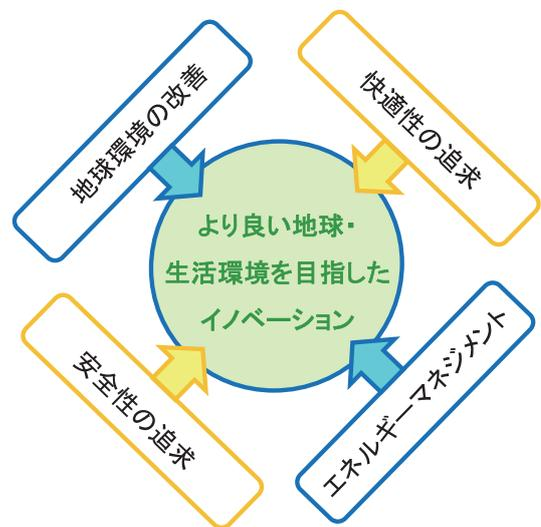 地球環境の改善
快適性の追求
より良い地球・
生活環境を目指した
イノベーション
安全性の追求
エネルギーマネジメント